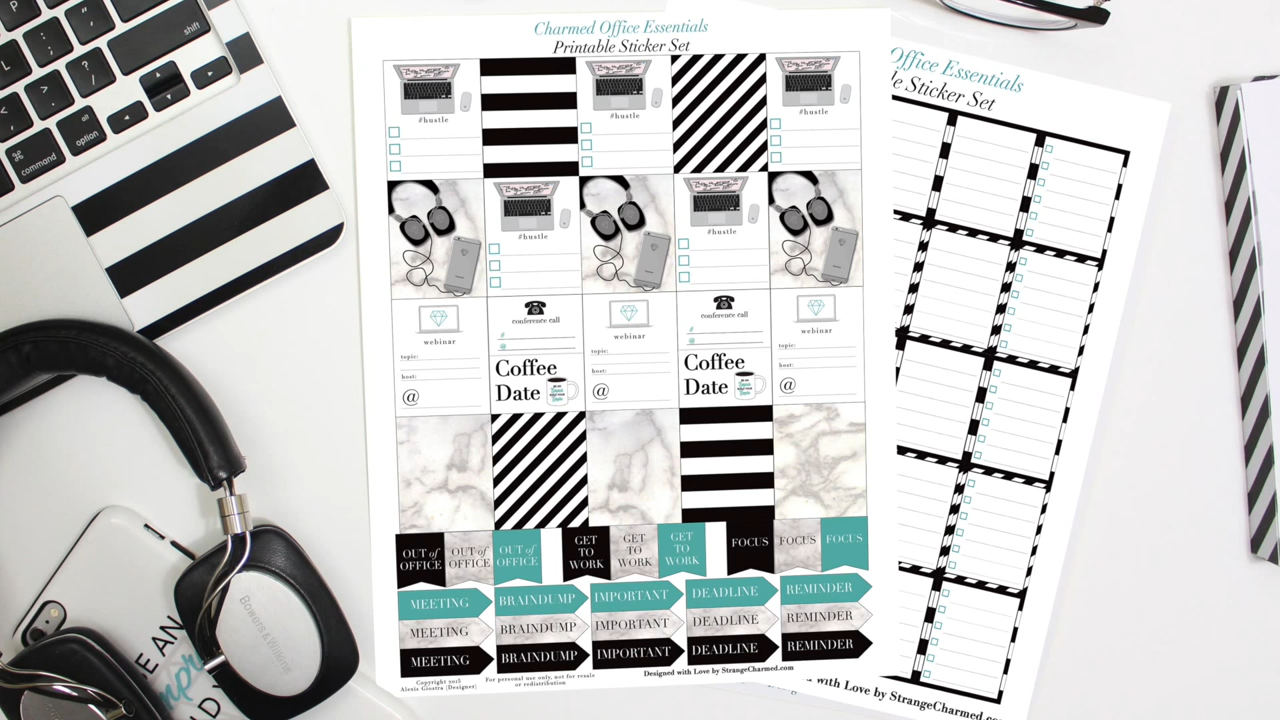 Charmed Office Essentials
Printable Sticker Set
#hustle
#hustle
#hustle
#hustle
#hustle
webinar
topic:
host:
@
conference call
#
@
Coffee
Date
webinar
topic:
host:
@
conference call
#
@
Coffee
Date
webinar
topic:
host:
@
OUT of
OFFICE
OUT of
OFFICE
OUT of
OFFICE
GET
TO
WORK
GET
TO
WORK
GET
TO
WORK
FOCUS
FOCUS
FOCUS
MEETING
BRAINDUMP
IMPORTANT
DEADLINE
REMINDER
MEETING
BRAINDUMP
IMPORTANT
DEADLINE
REMINDER
MEETING
BRAINDUMP
IMPORTANT
DEADLINE
REMINDER
Copyright 2015
Alexis Giostra (Designer)
For personal use only, not for resale
or redistribution
Designed with Love by StrangeCharmed.com
Office Essentials
le Sticker Set
with Love by StrangeCharmed.co
shift
command
alt
option
Bowers & Wilkins
E AN